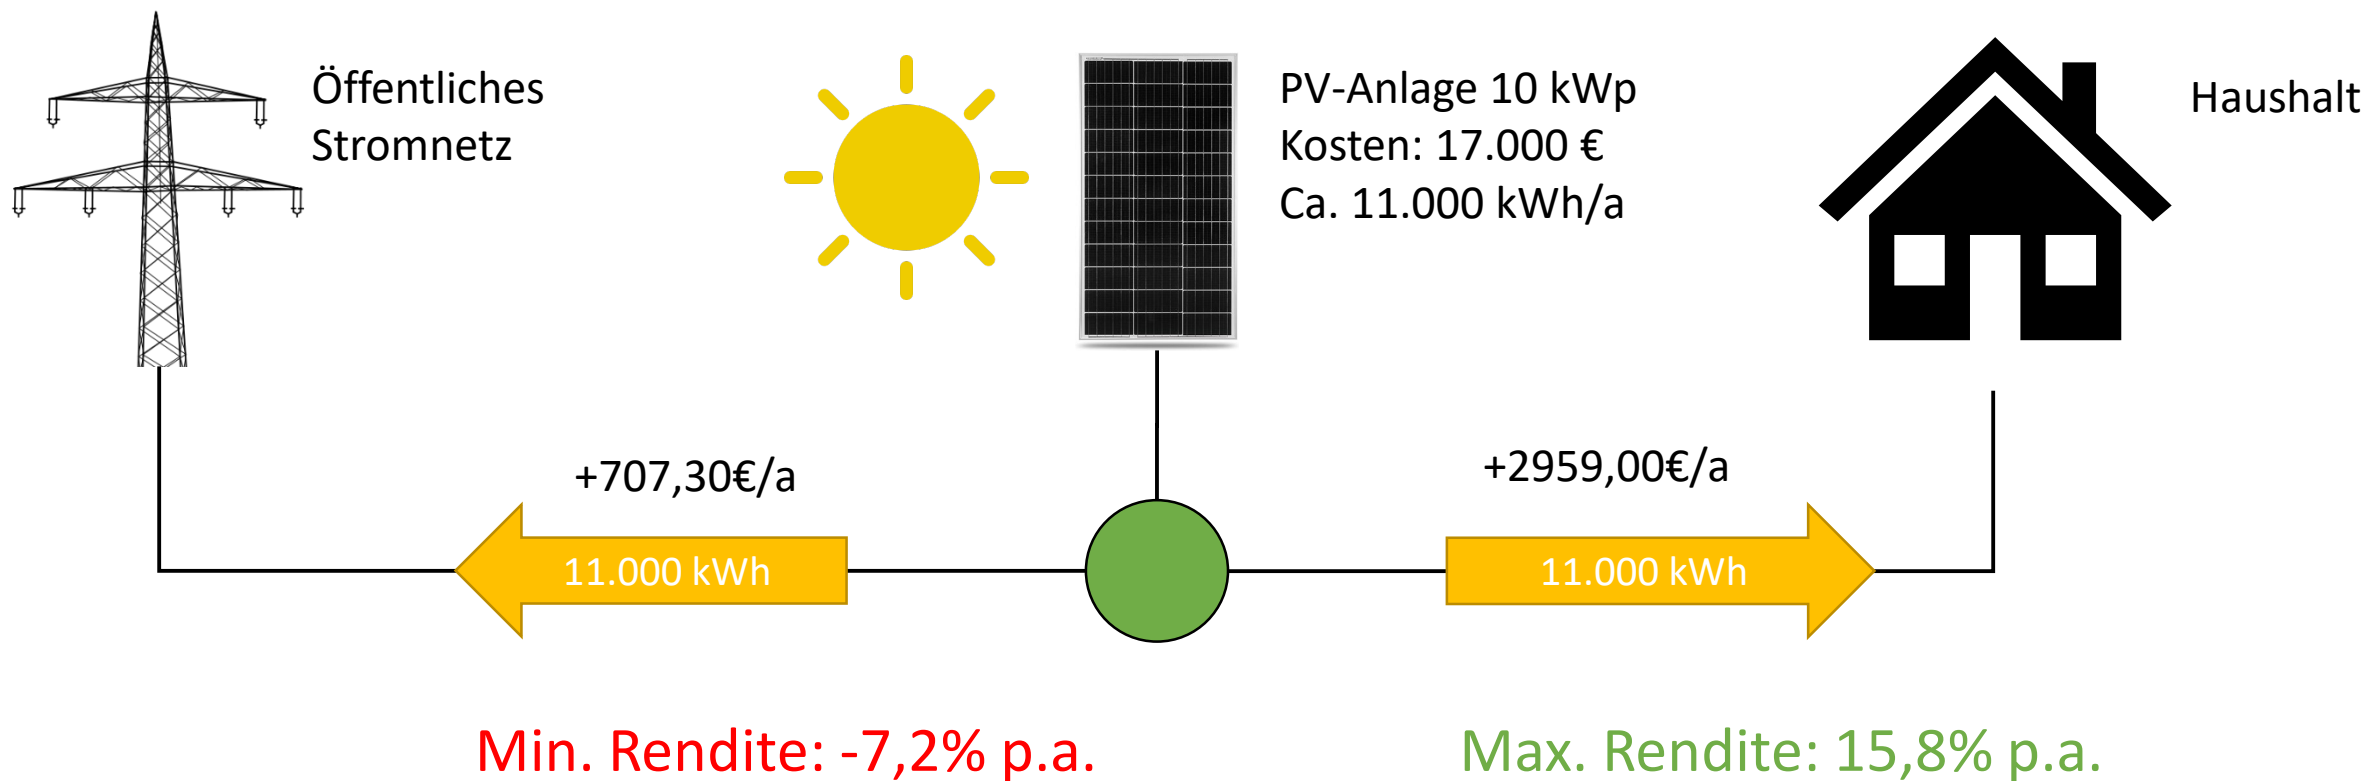 Öffentliches
Stromnetz
PV-Anlage 10 kWp
Kosten: 17.000 €
Ca. 11.000 kWh/a
Haushalt
+707,30€/a
+2959,00€/a
11.000 kWh
11.000 kWh
Min. Rendite: -7,2% p.a.
Max. Rendite: 15,8% p.a.